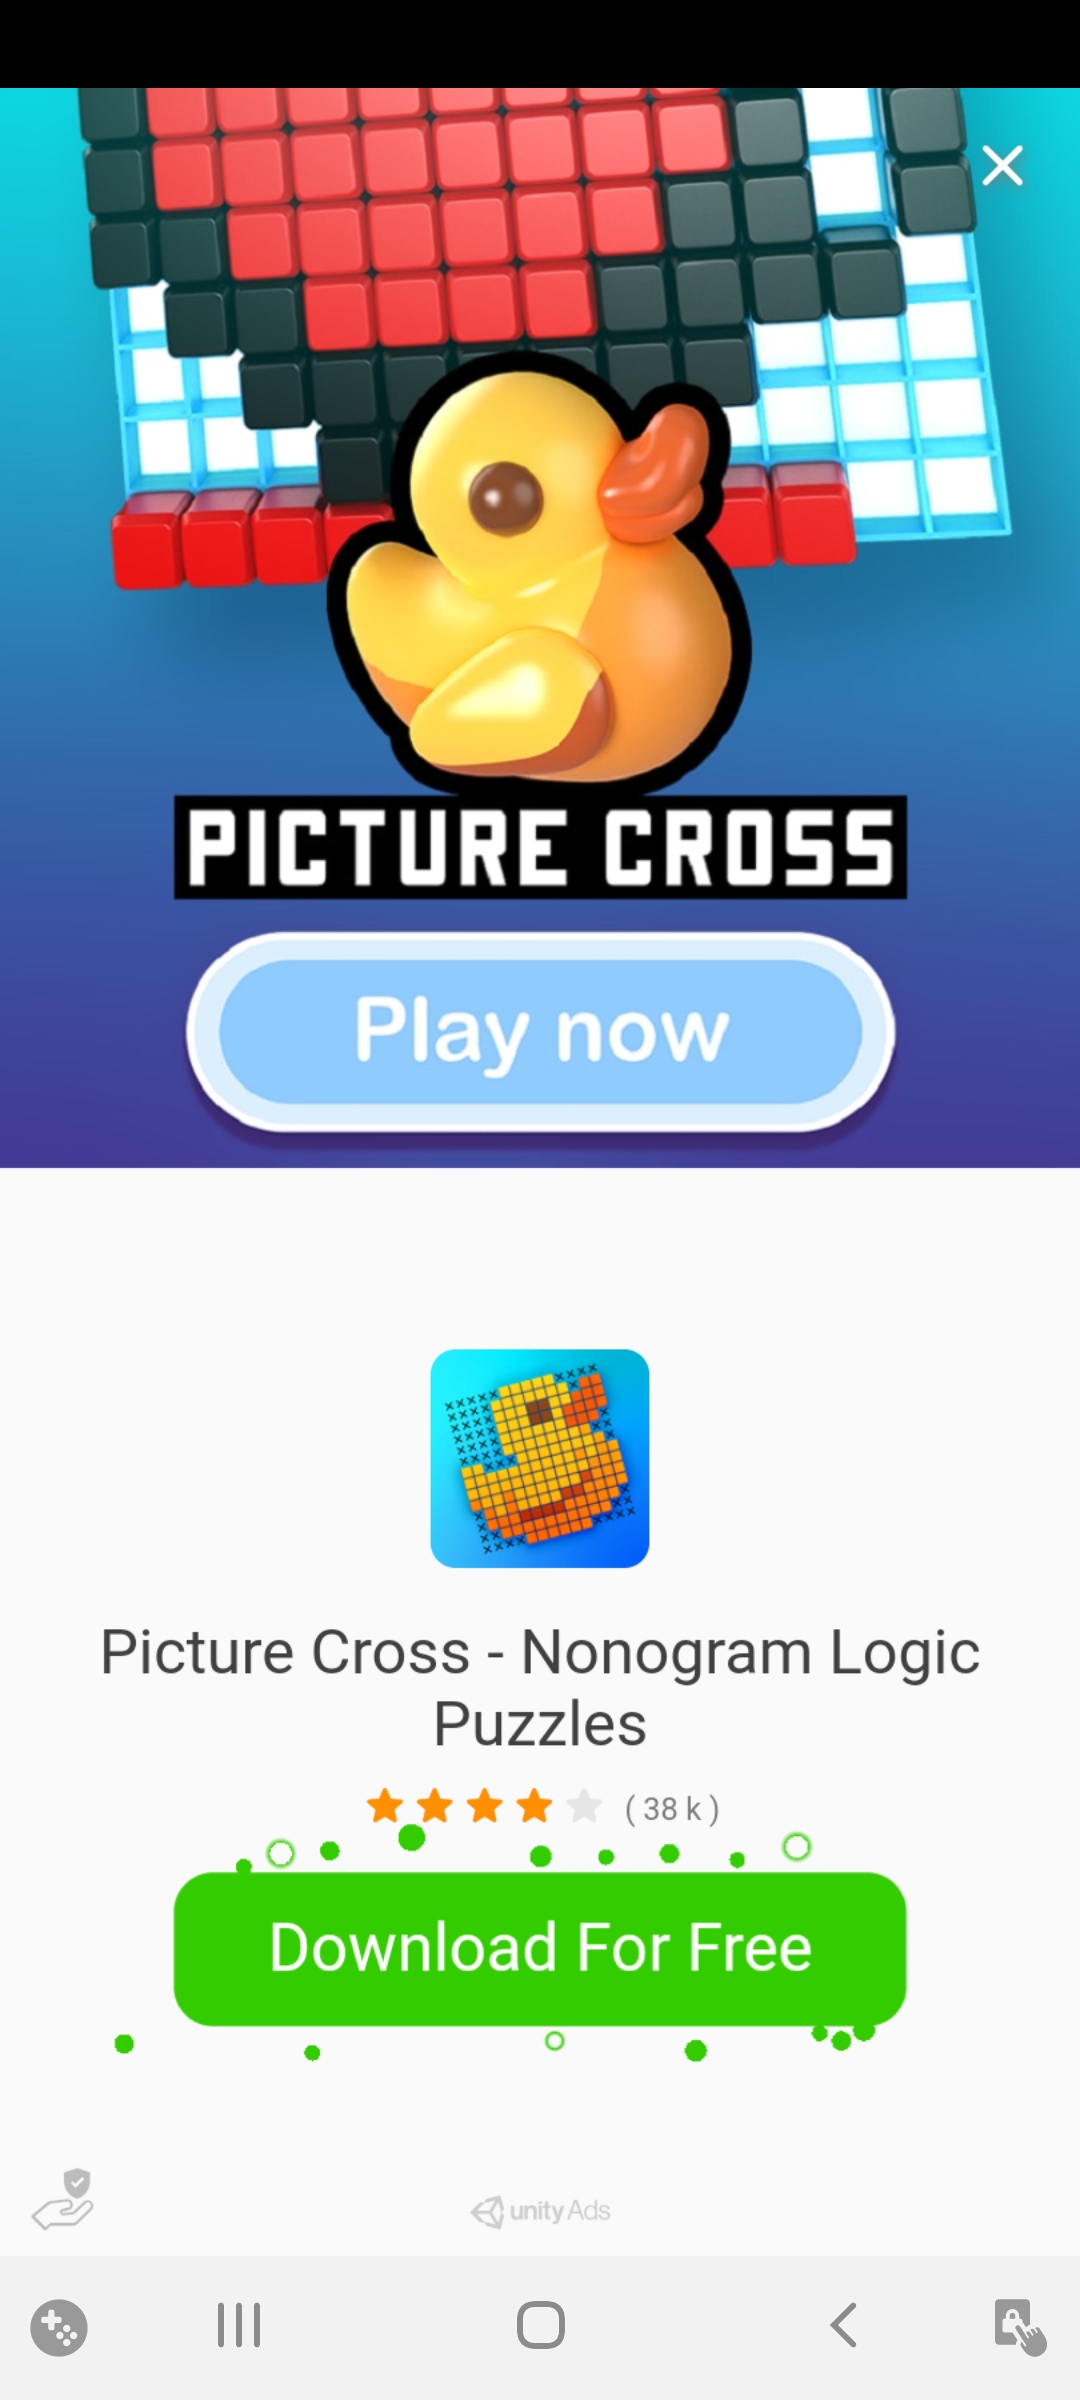 PICTURE CROSS
Play now
Picture Cross - Nonogram Logic
Puzzles
( 38 k )
Download For Free
unity Ads